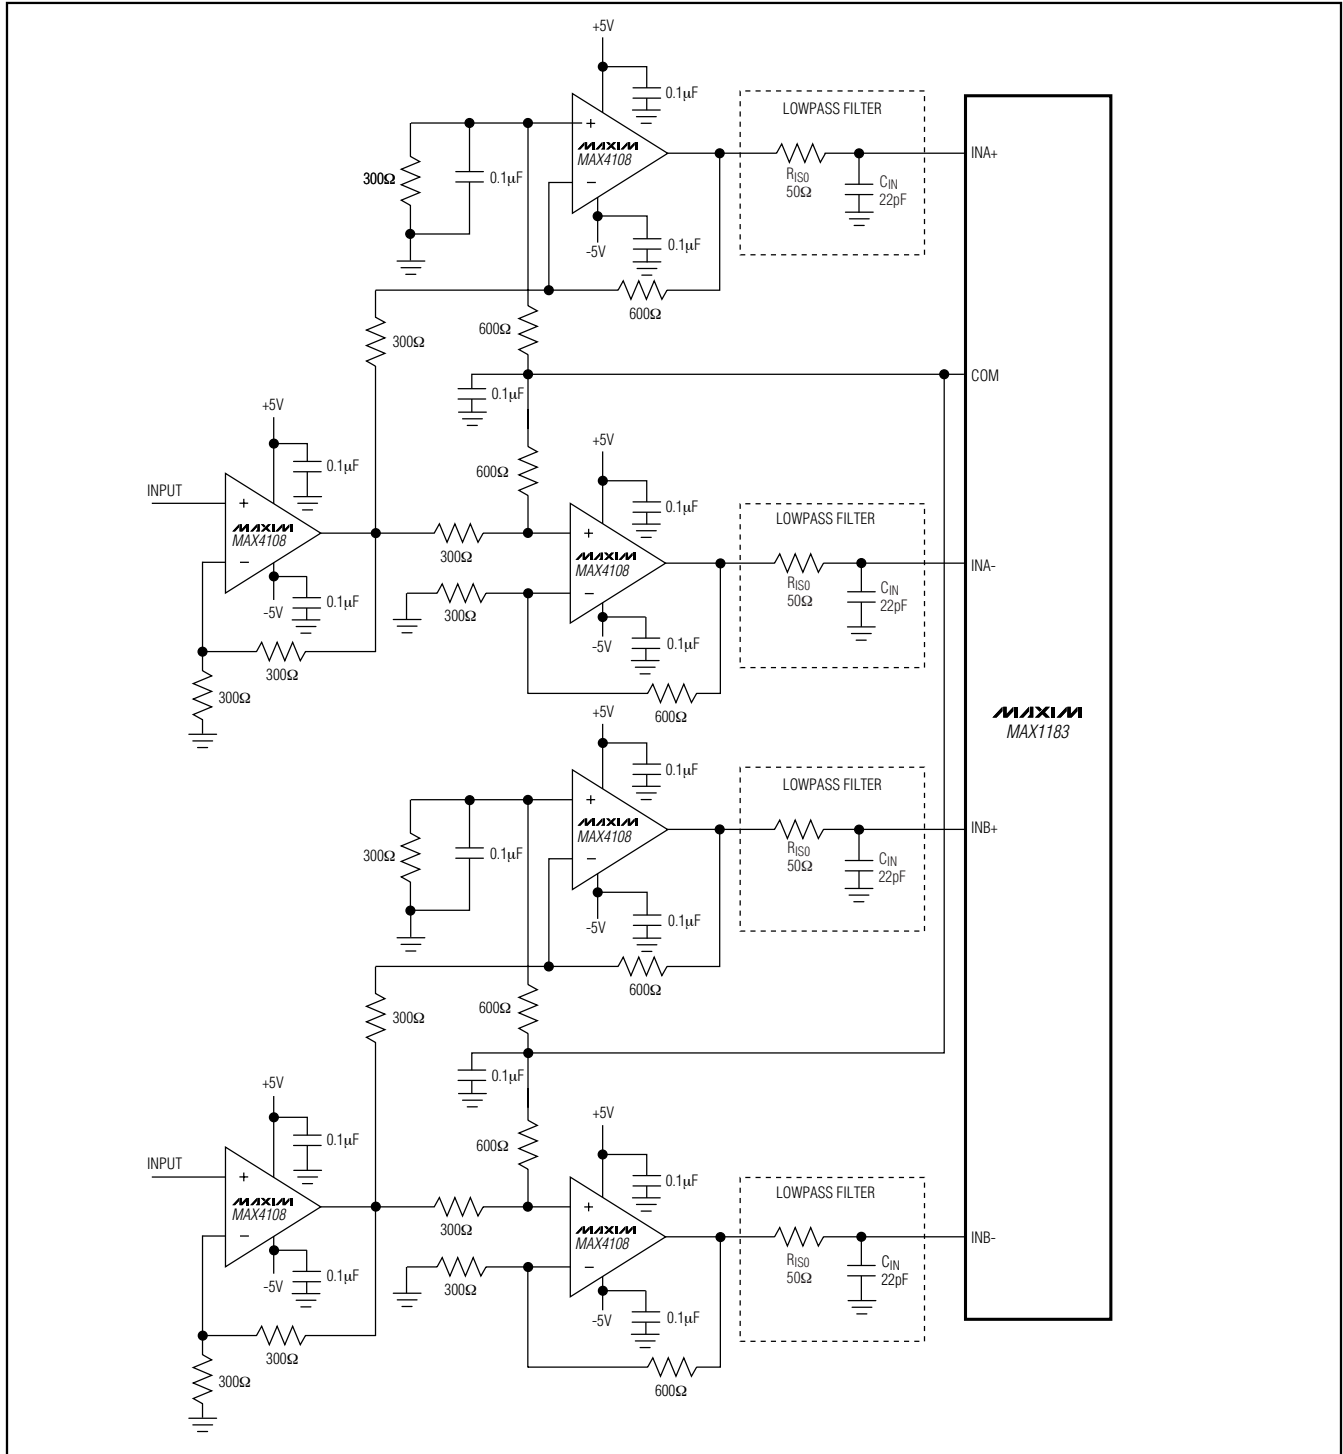 +5V
0.1µF
LOWPASS FILTER
+
MAXIM
MAX4108
INA+
300Ω
0.1µF
RISO
50Ω
CIN
22pF
−
0.1µF
-5V
600Ω
300Ω
600Ω
COM
0.1µF
+5V
+5V
0.1µF
600Ω
0.1µF
INPUT
+
LOWPASS FILTER
MAXIM
MAX4108
+
MAXIM
MAX4108
300Ω
INA-
RISO
50Ω
CIN
22pF
−
−
0.1µF
-5V
300Ω
0.1µF
-5V
300Ω
300Ω
600Ω
MAXIM
MAX1183
+5V
0.1µF
LOWPASS FILTER
+
MAXIM
MAX4108
INB+
300Ω
0.1µF
RISO
50Ω
CIN
22pF
−
0.1µF
-5V
600Ω
600Ω
300Ω
0.1µF
+5V
+5V
0.1µF
600Ω
INPUT
+
0.1µF
LOWPASS FILTER
MAXIM
MAX4108
+
MAXIM
MAX4108
300Ω
INB-
RISO
50Ω
CIN
22pF
−
−
0.1µF
-5V
300Ω
0.1µF
-5V
300Ω
300Ω
600Ω